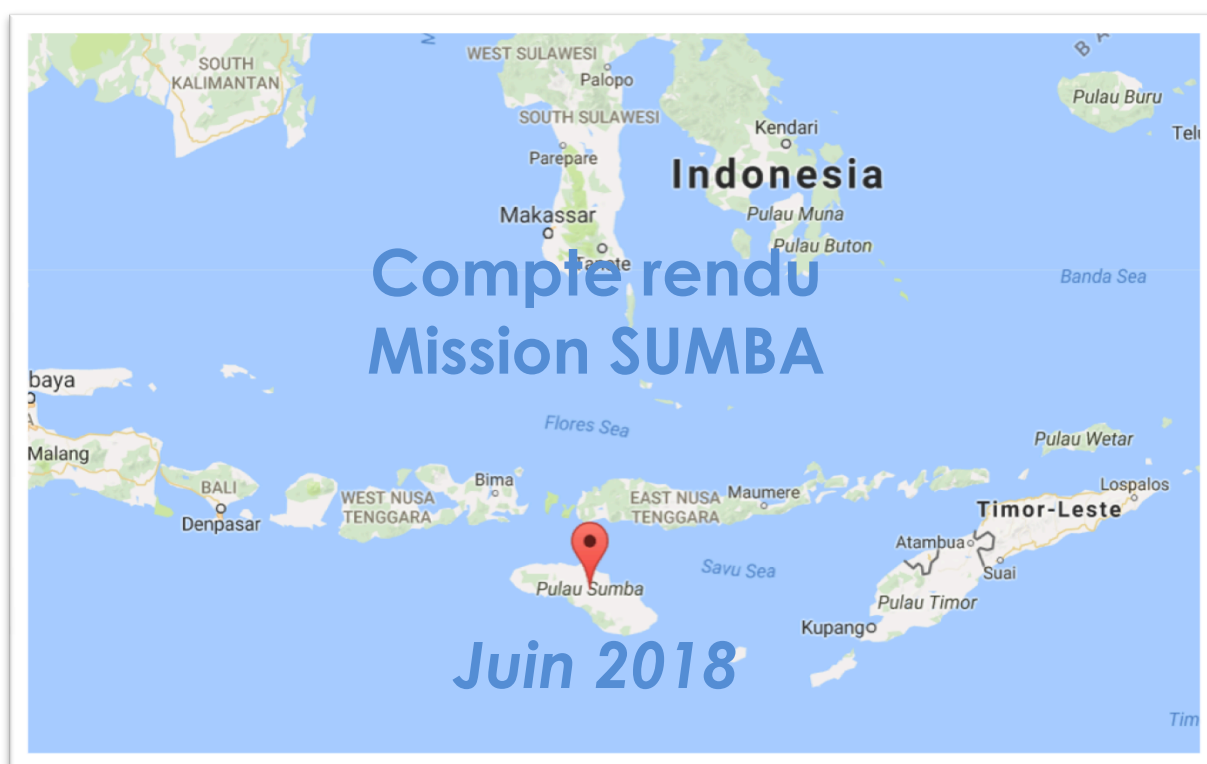 WEST SULAWESI
SOUTH
KALIMANTAN
Palopo
Pulau Buru
SOUTH SULAWESI
Kendari
Parepare
Indonesia
Makassar
Pulau Muna
Pulau Buton
Compte rendu
Banda Sea
Mission SUMBA
baya
Flores Sea
Pulau Wetar
Malang
Bima
BALI
WEST NUSA
TENGGARA
EAST NUSA
TENGGARA
Maumere
Lospalos
Denpasar
Timor-Leste
Atambua
Savu Sea
Suai
Pulau Sumba
Pulau Timor
Kupang
Juin 2018
Tim